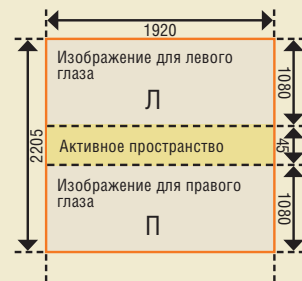 1920
Изображение для левого
глаза
Л
1080
2205
Активное пространство
45
Изображение для правого
глаза
П
1080